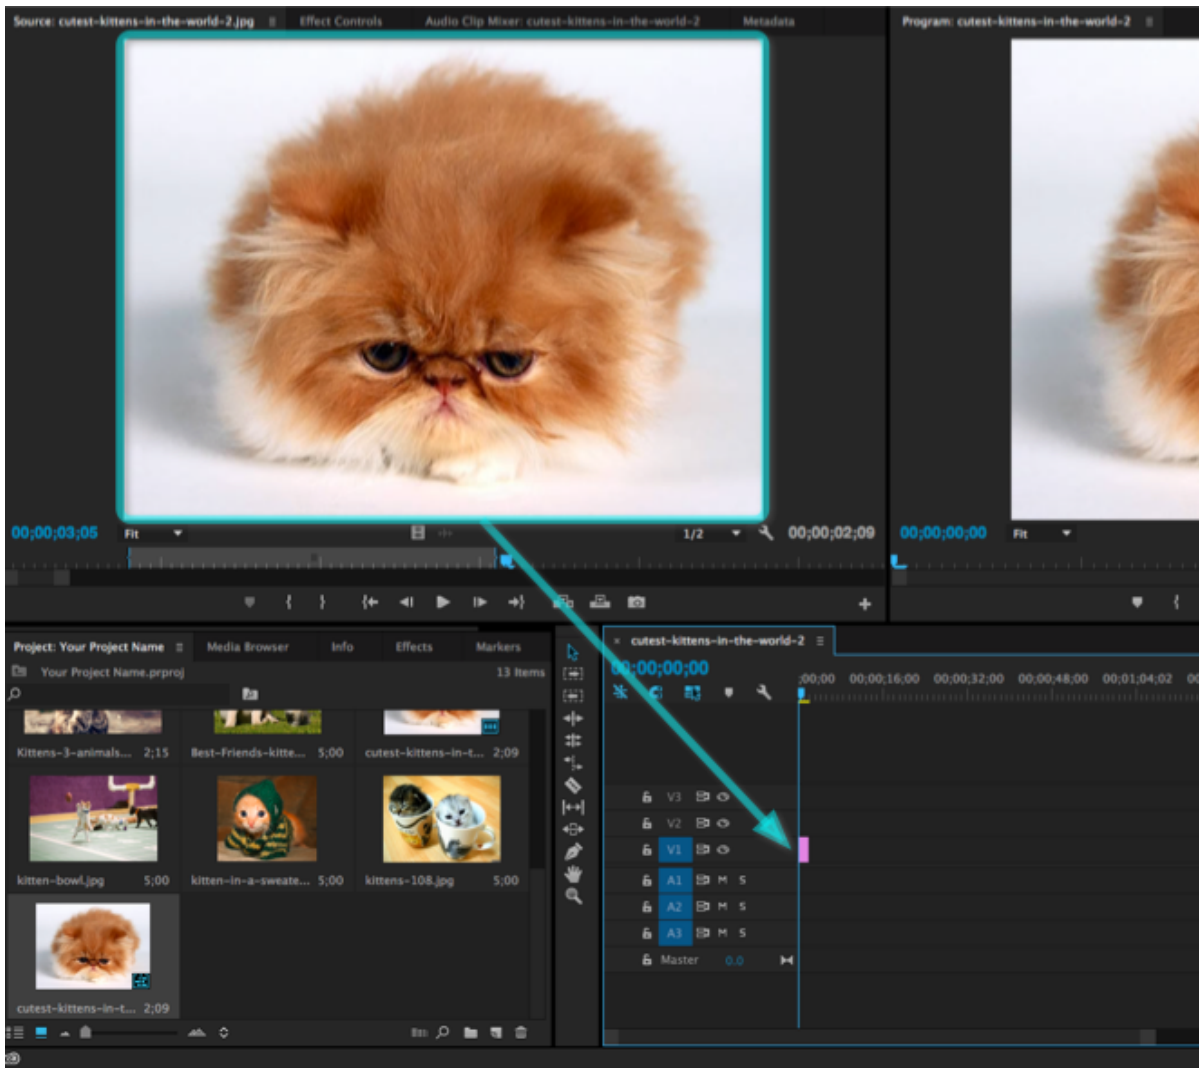 Source: cutest-kittens-in-the-world-2.jpg Effect Controls Audio Clip Mixer: cutest-kittens-in-the-world-2 Metadata
Program: cutest-kittens-in-the-world-2
00;00;03;05 Fit 1/2 00;00;02;09
00;00;00;00 Fit
Project: Your Project Name Media Browser Info Effects Markers
Your Project Name.prproj 13 Items
Kittens-3-animals... 2;15 Best-Friends-kitte... 5;00 cutest-kittens-in-t... 2;09
kitten-bowl.jpg 5;00 kitten-in-a-sweate... 5;00 kittens-108.jpg 5;00
cutest-kittens-in-t... 2;09
× cutest-kittens-in-the-world-2
00;00;00;00
;00;00 00;00;16;00 00;00;32;00 00;00;48;00 00;01;04;02 00
V3
V2
V1
A1 M S
A2 M S
A3 M S
Master 0.0